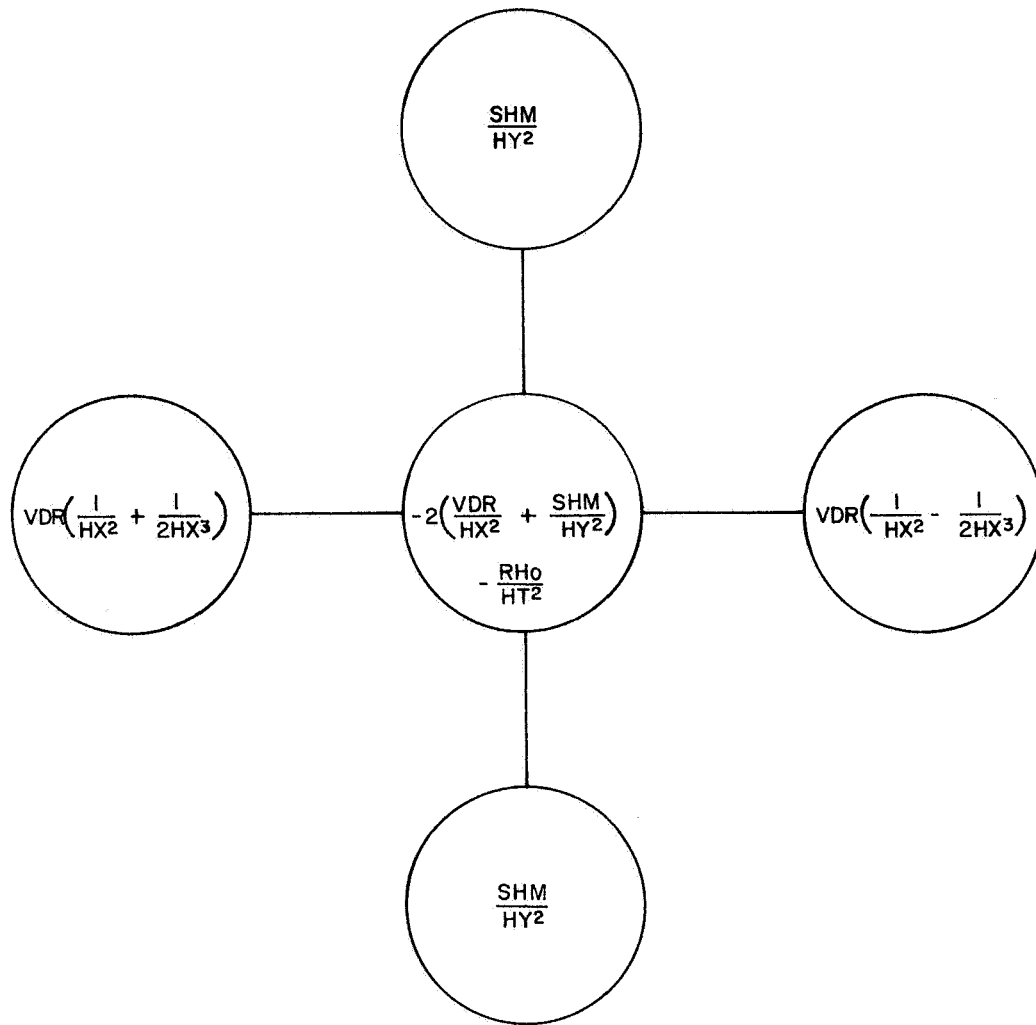 SHM
HY²
VDR(1/HX² + 1/2HX³)
-2(VDR/HX² + SHM/HY²)
- RHo/HT²
VDR(1/HX² - 1/2HX³)
SHM
HY²